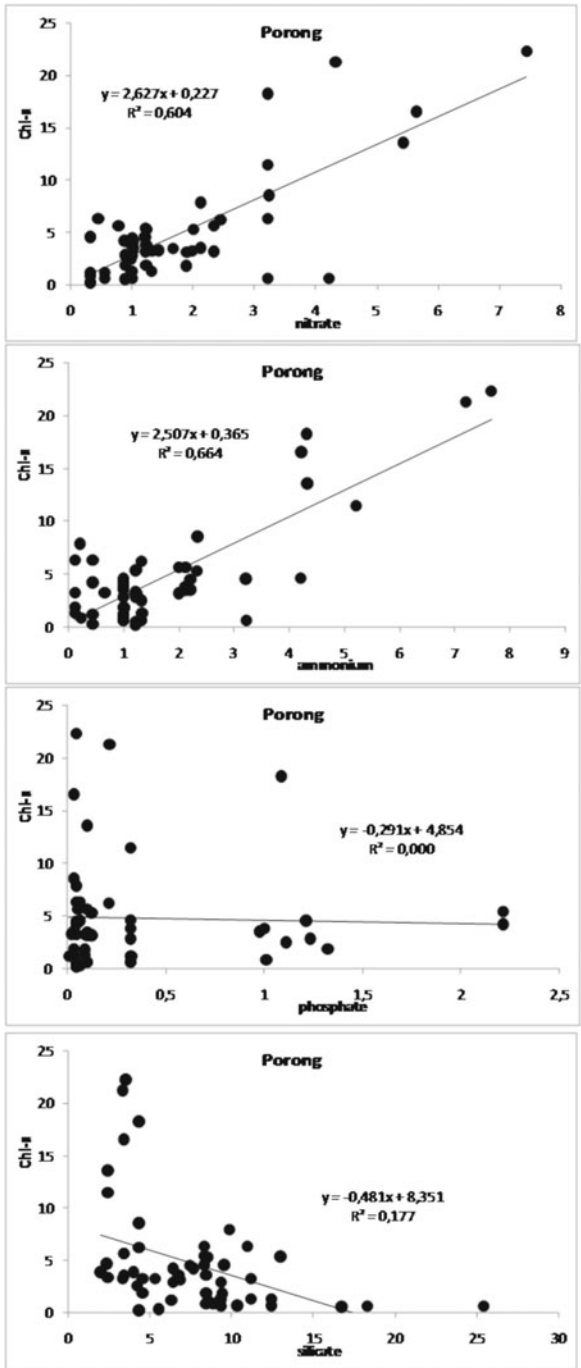 Porong
25
20
15
10
5
0
Chl-a
y = 2,627x + 0,227
R² = 0,604
0 1 2 3 4 5 6 7 8
nitrate
Porong
25
20
15
10
5
0
Chl-a
y = 2,507x + 0,365
R² = 0,664
0 1 2 3 4 5 6 7 8 9
ammonium
Porong
25
20
15
10
5
0
Chl-a
y = -0,291x + 4,854
R² = 0,000
0 0,5 1 1,5 2 2,5
phosphate
Porong
25
20
15
10
5
0
Chl-a
y = -0,481x + 8,351
R² = 0,177
0 5 10 15 20 25 30
silicate